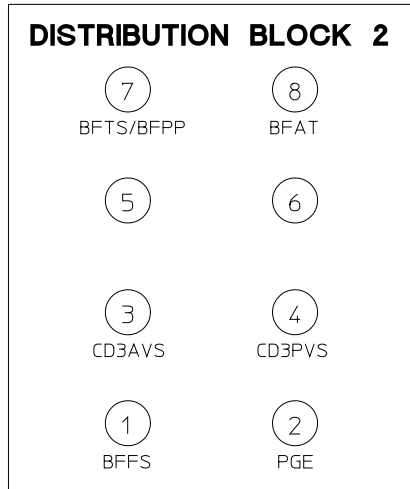 DISTRIBUTION BLOCK 2
7 8
BFTS/BFPP BFAT
5 6
3 4
CD3AVS CD3PVS
1 2
BFFS PGE